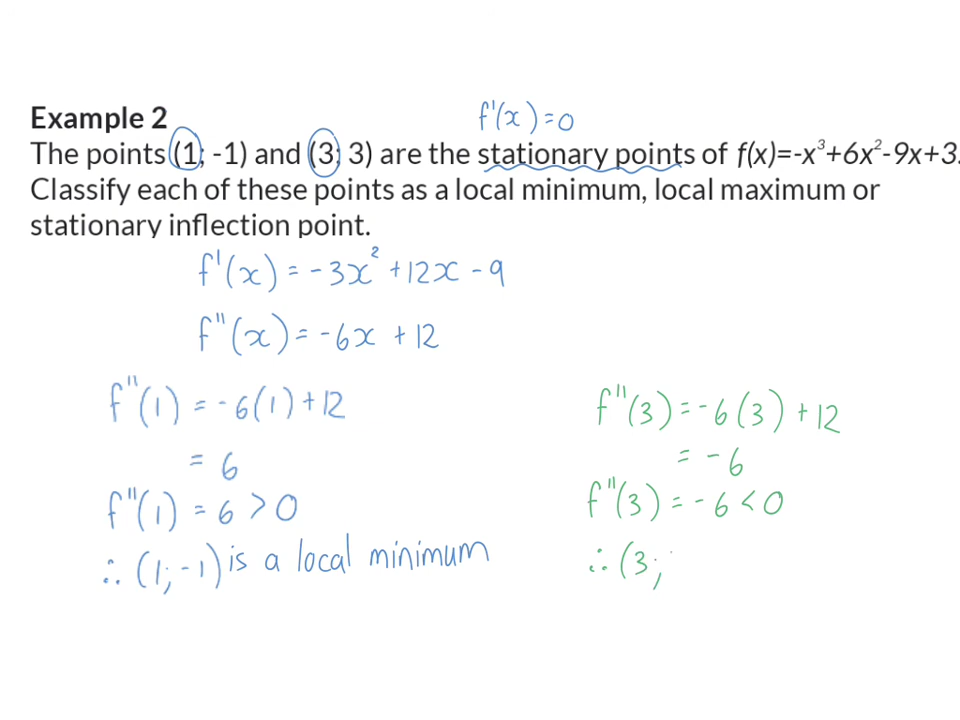 Example 2
f'(x)=0
The points (1; -1) and (3; 3) are the stationary points of f(x)=-x³+6x²-9x+3.
Classify each of these points as a local minimum, local maximum or
stationary inflection point.
f'(x) = -3x² +12x -9
f"(x) = -6x +12
f"(1) = -6(1)+12
= 6
f"(1) = 6 > 0
∴ (1; -1) is a local minimum
f"(3) = -6(3) +12
= -6
f"(3) = -6 < 0
∴ (3;